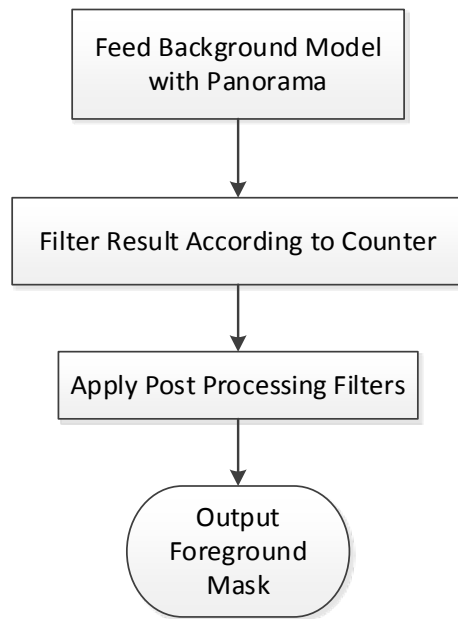 Feed Background Model
with Panorama
Filter Result According to Counter
Apply Post Processing Filters
Output
Foreground
Mask